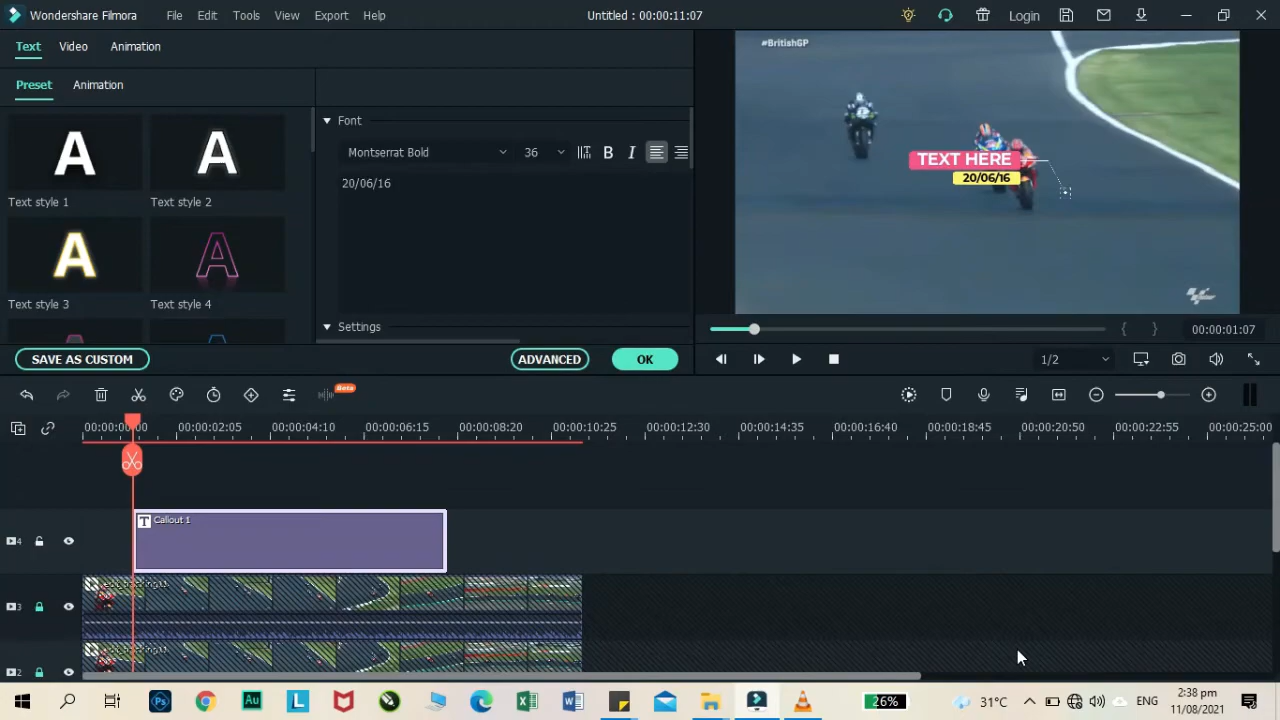 Wondershare Filmora File Edit Tools View Export Help Untitled : 00:00:11:07 Login
Text Video Animation
Preset Animation
Text style 1 Text style 2
Text style 3 Text style 4
Font
Montserrat Bold 36 B I
20/06/16
Settings
SAVE AS CUSTOM ADVANCED OK
#BritishGP
TEXT HERE
20/06/16
00:00:01:07
1/2
Beta
00:00:02:05 00:00:04:10 00:00:06:15 00:00:08:20 00:00:10:25 00:00:12:30 00:00:14:35 00:00:16:40 00:00:18:45 00:00:20:50 00:00:22:55 00:00:25:00
4 T Callout 1
3
2
26% 31°C ENG 2:38 pm
11/08/2021